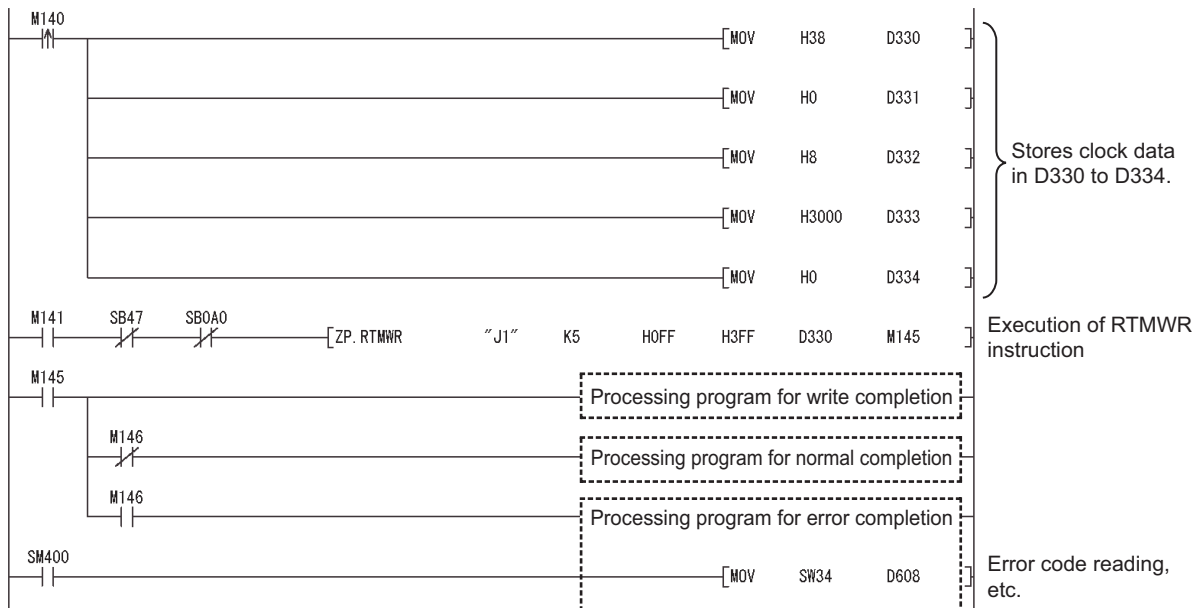 M140
MOV H38 D330
MOV H0 D331
MOV H8 D332
MOV H3000 D333
MOV H0 D334
Stores clock data
in D330 to D334.
M141 SB47 SB0A0
ZP.RTMWR "J1" K5 H0FF H3FF D330 M145
Execution of RTMWR
instruction
M145
Processing program for write completion
M146
Processing program for normal completion
M146
Processing program for error completion
SM400
MOV SW34 D608
Error code reading,
etc.